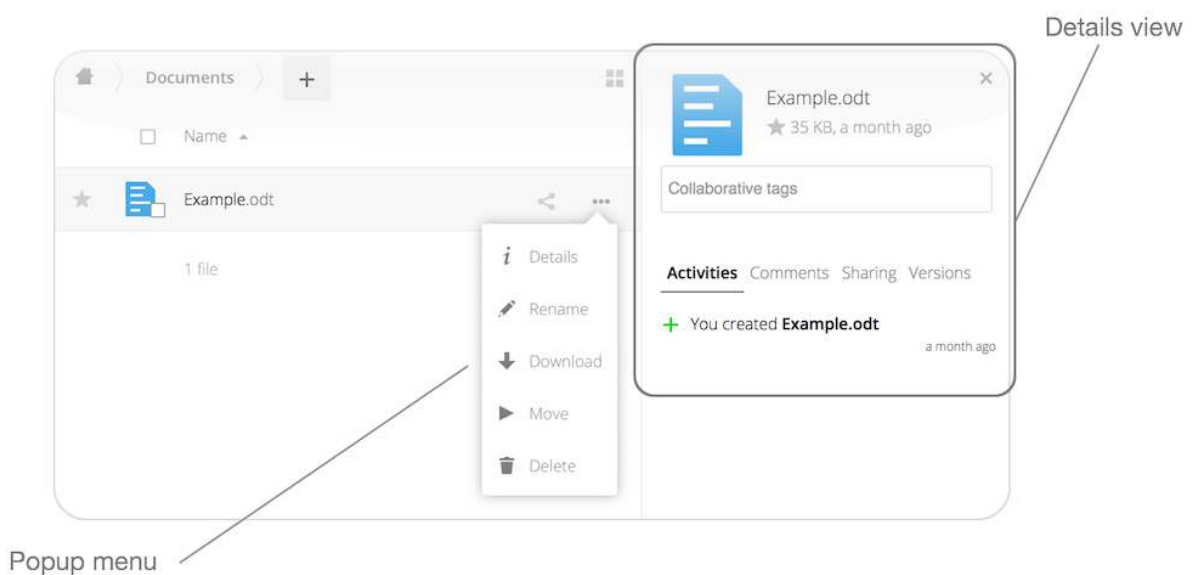 Details view
Documents +
Example.odt
35 KB, a month ago
Name
Collaborative tags
Example.odt
1 file
Details
Rename
Download
Move
Delete
Activities Comments Sharing Versions
+ You created Example.odt
a month ago
Popup menu